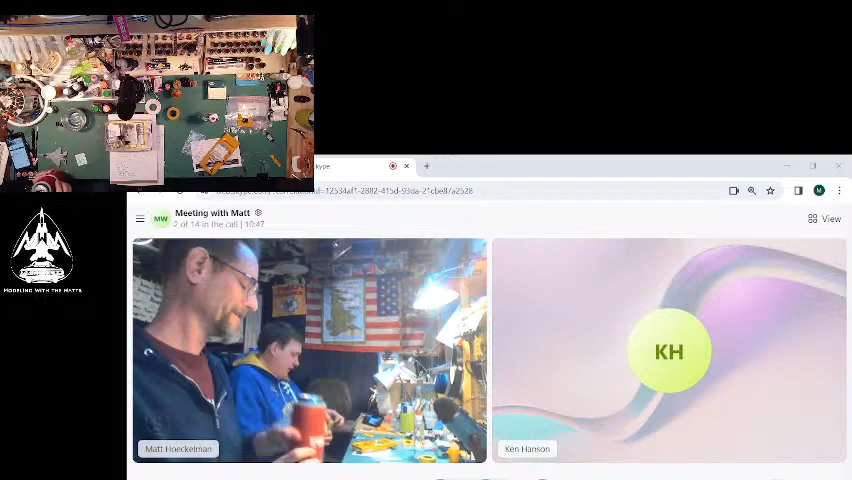 MODELING WITH THE MATTS
MW
Meeting with Matt
2 of 14 in the call | 10:47
View
Matt Hoeckelman
KH
Ken Hanson